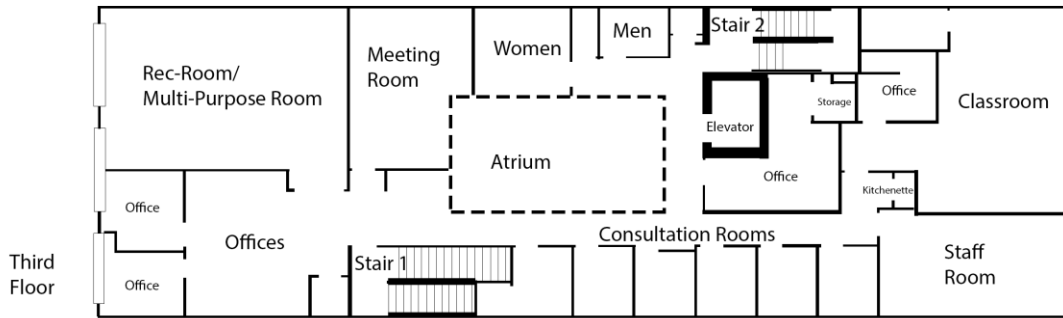 Rec-Room/
Multi-Purpose Room
Meeting
Room
Women
Men
Stair 2
Storage
Office
Classroom
Elevator
Atrium
Office
Kitchenette
Office
Offices
Consultation Rooms
Stair 1
Staff
Room
Office
Third
Floor